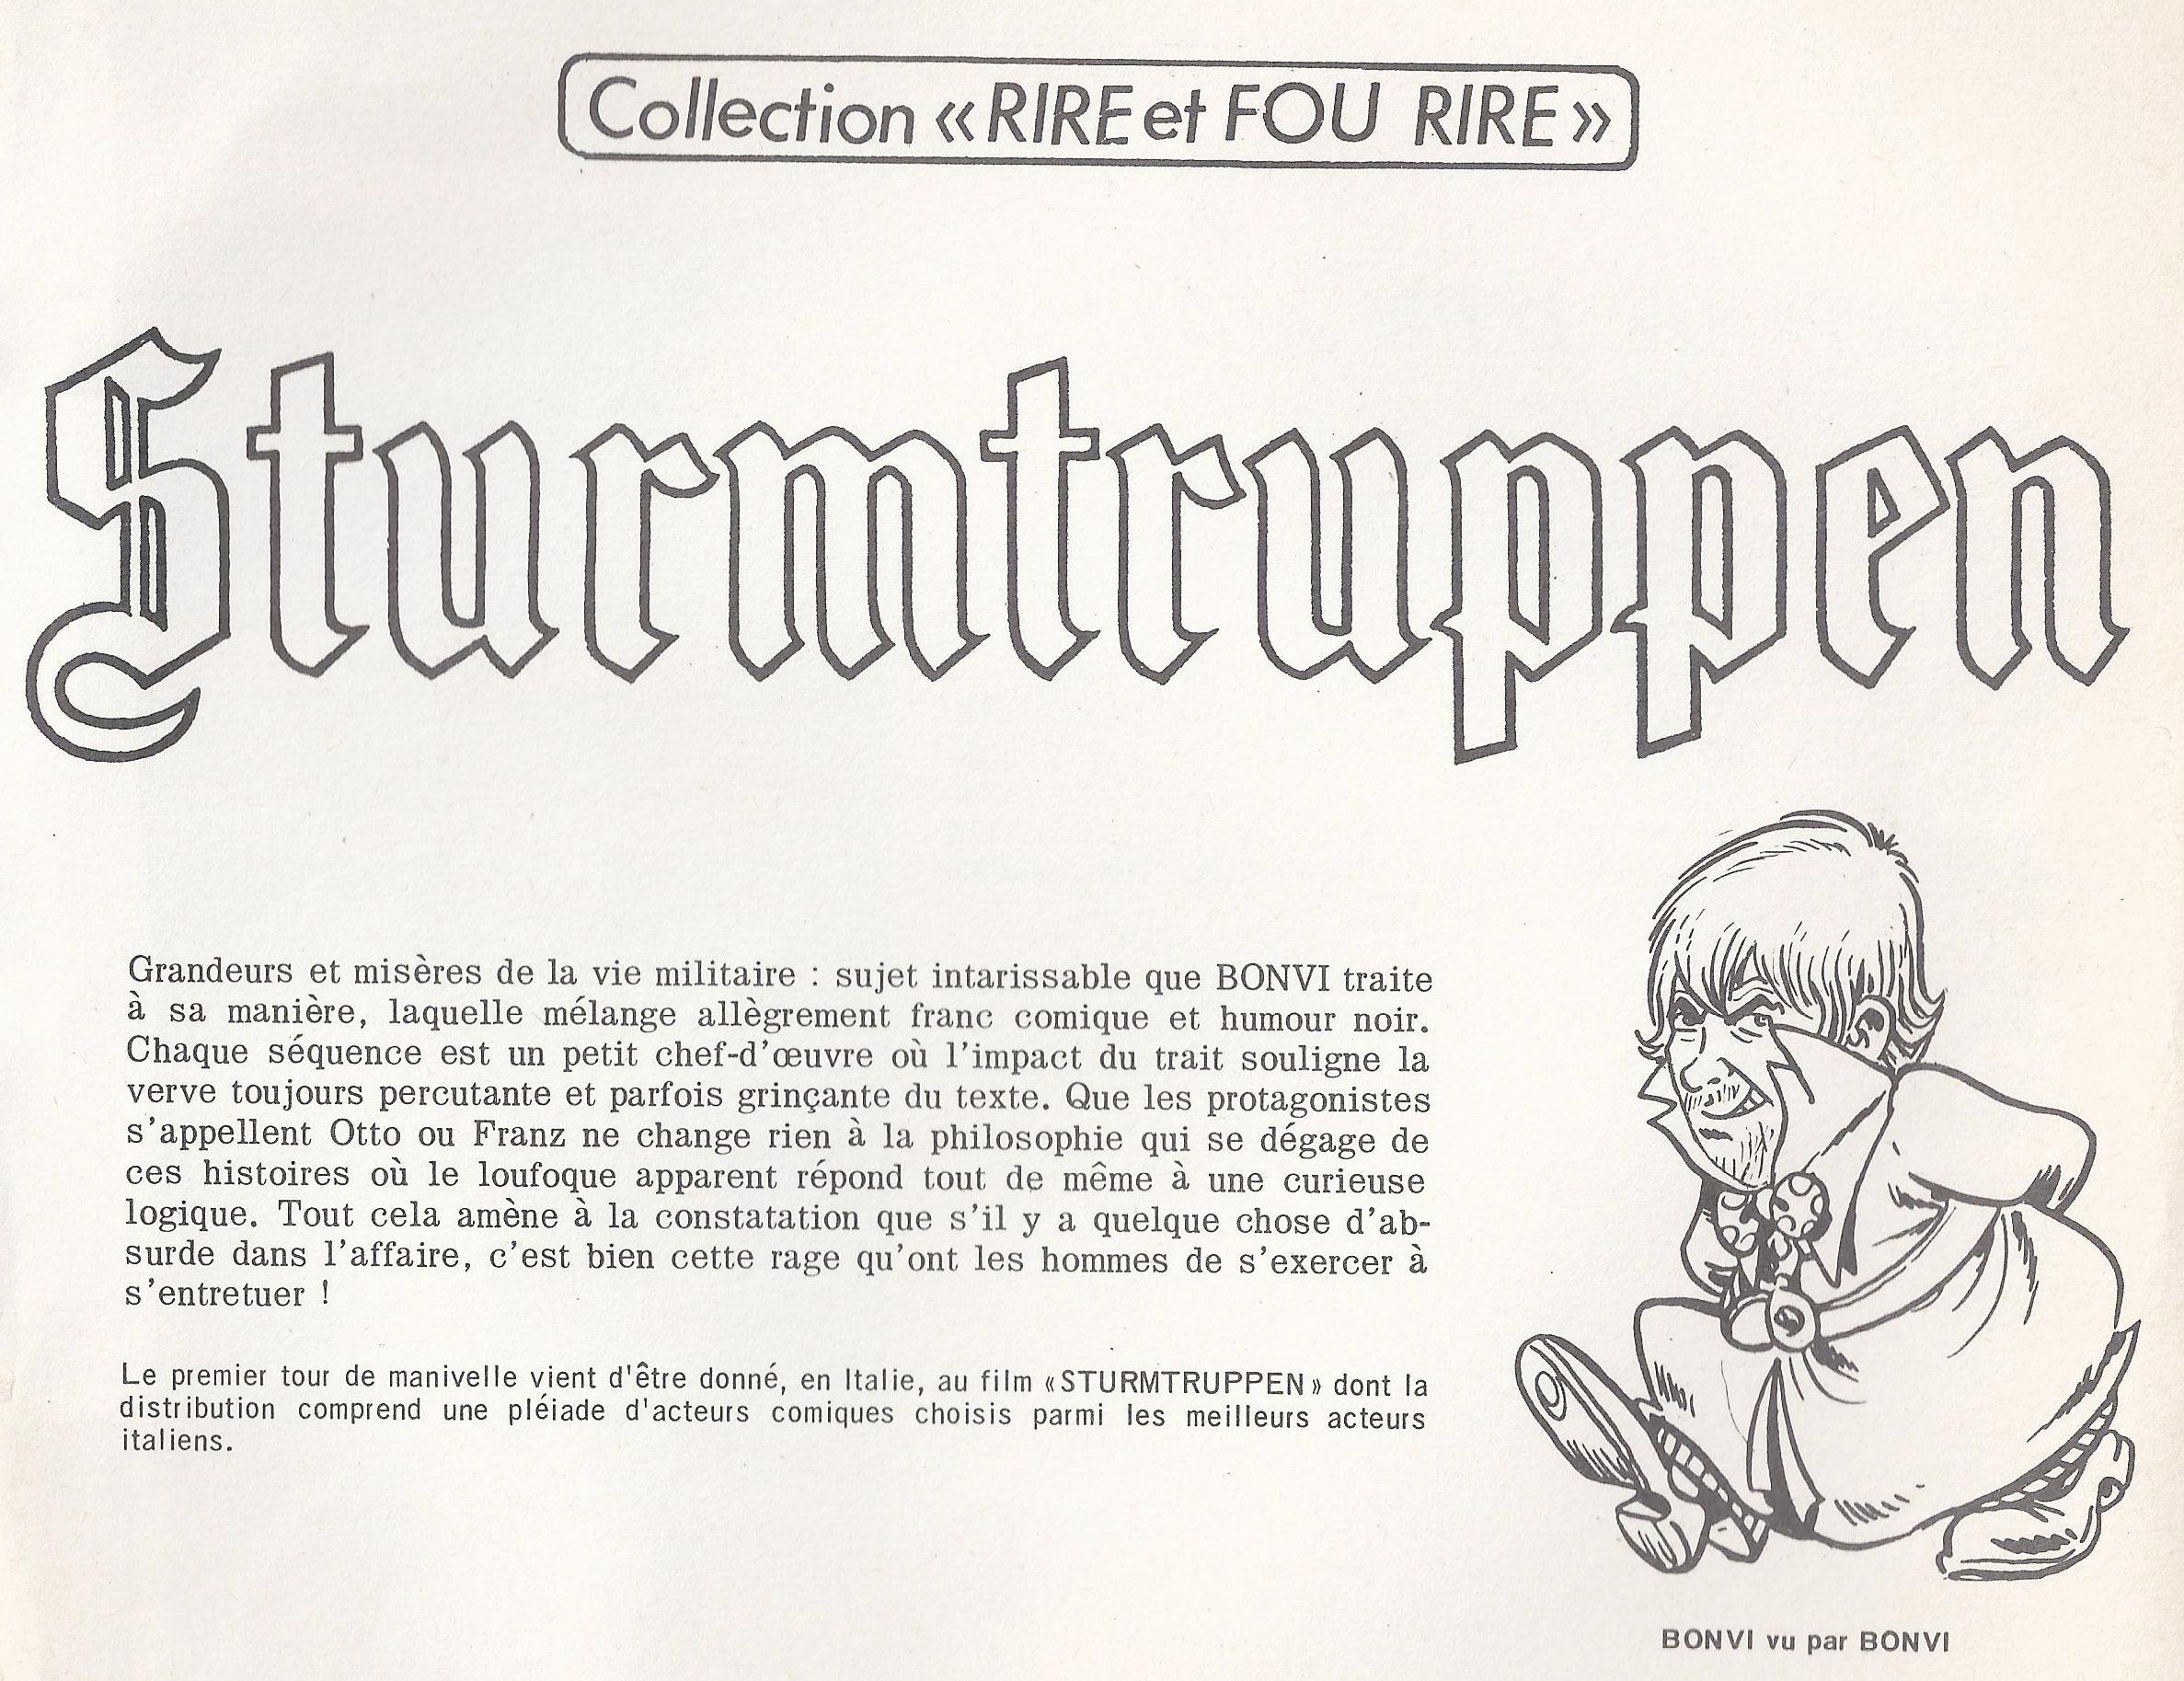 Collection « RIRE et FOU RIRE »
Sturmtruppen
Grandeurs et misères de la vie militaire : sujet intarissable que BONVI traite
à sa manière, laquelle mélange allègrement franc comique et humour noir.
Chaque séquence est un petit chef-d'œuvre où l'impact du trait souligne la
verve toujours percutante et parfois grinçante du texte. Que les protagonistes
s'appellent Otto ou Franz ne change rien à la philosophie qui se dégage de
ces histoires où le loufoque apparent répond tout de même à une curieuse
logique. Tout cela amène à la constatation que s'il y a quelque chose d'ab-
surde dans l'affaire, c'est bien cette rage qu'ont les hommes de s'exercer à
s'entretuer !
Le premier tour de manivelle vient d'être donné, en Italie, au film « STURMTRUPPEN » dont la
distribution comprend une pléiade d'acteurs comiques choisis parmi les meilleurs acteurs
italiens.
BONVI vu par BONVI